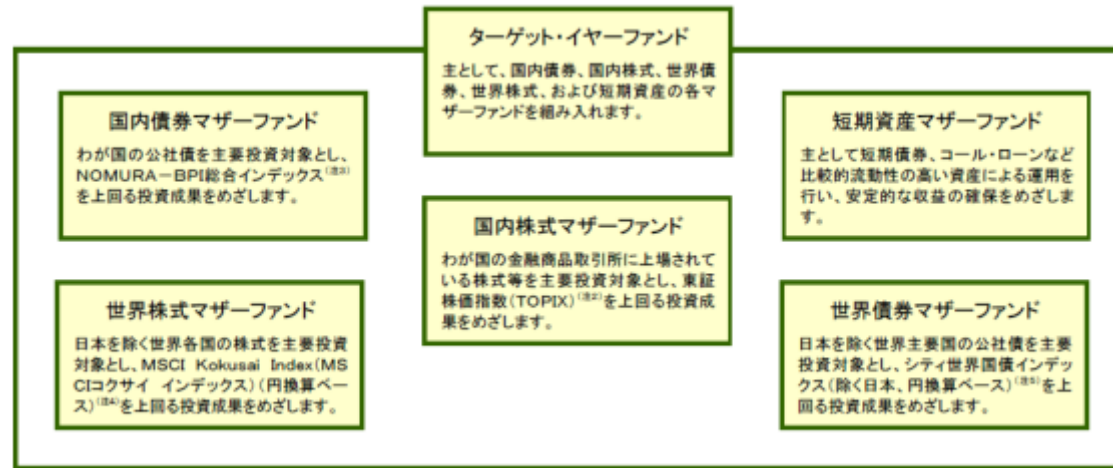 ターゲット・イヤーファンド
主として、国内債券、国内株式、世界債
券、世界株式、および短期資産の各マ
ザーファンドを組み入れます。
国内債券マザーファンド
わが国の公社債を主要投資対象とし、
NOMURA－BPI総合インデックス(注3)
を上回る投資成果をめざします。
短期資産マザーファンド
主として短期債券、コール・ローンなど
比較的流動性の高い資産による運用を
行い、安定的な収益の確保をめざしま
す。
国内株式マザーファンド
わが国の金融商品取引所に上場されて
いる株式等を主要投資対象とし、東証
株価指数(TOPIX)(注2)を上回る投資成
果をめざします。
世界株式マザーファンド
日本を除く世界各国の株式を主要投資
対象とし、MSCI Kokusai Index(MS
CIコクサイ インデックス)(円換算ベー
ス)(注4)を上回る投資成果をめざします。
世界債券マザーファンド
日本を除く世界主要国の公社債を主要
投資対象とし、シティ世界国債インデッ
クス(除く日本、円換算ベース)(注5)を上
回る投資成果をめざします。